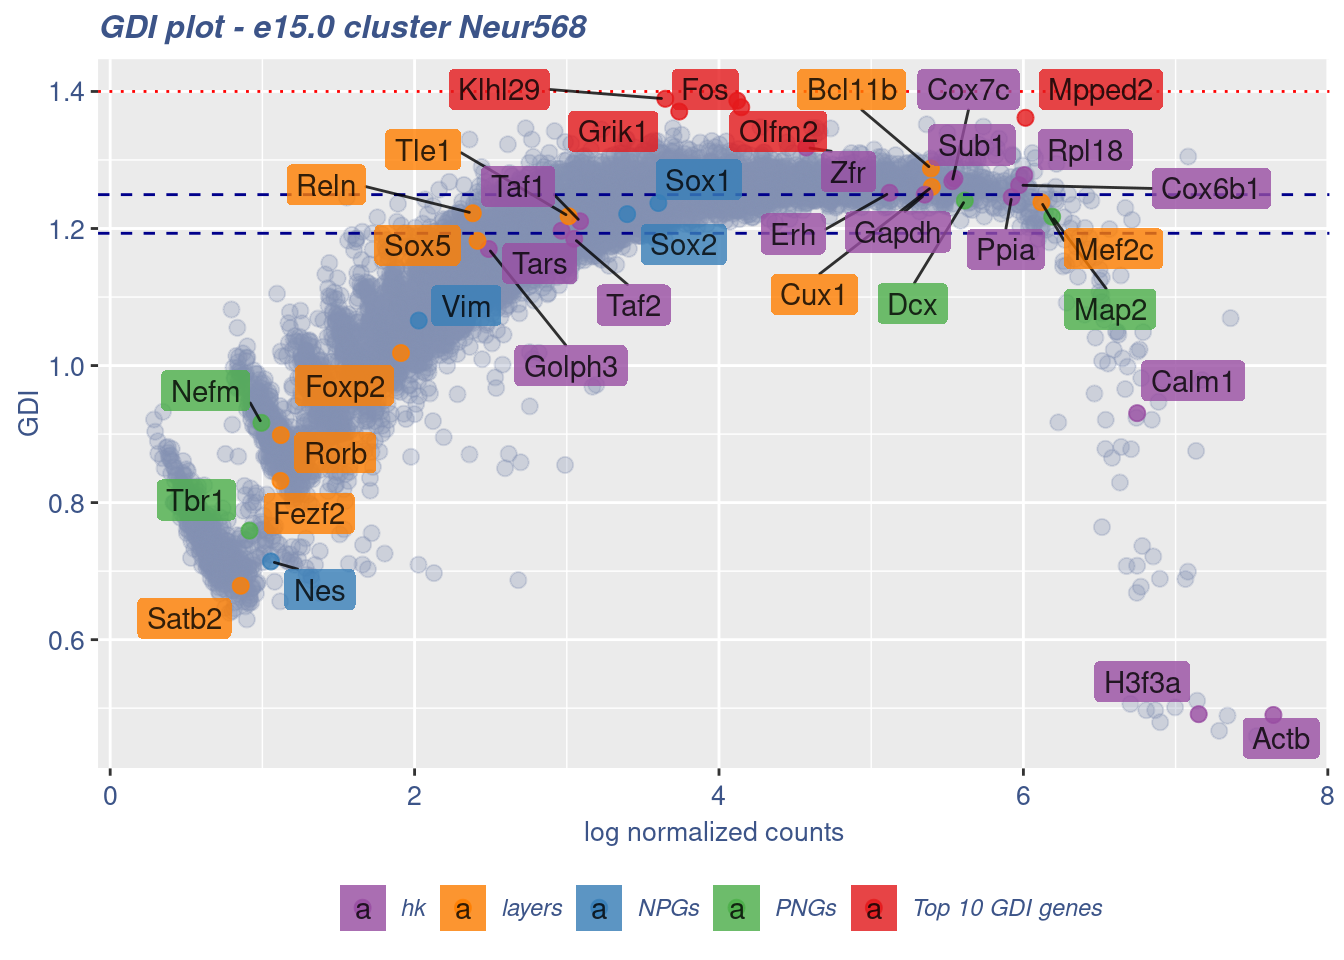 GDI plot - e15.0 cluster Neur568
1.4
1.2
1.0
0.8
0.6
GDI
Klhl29
Fos
Bcl11b
Cox7c
Mpped2
Grik1
Olfm2
Tle1
Sub1
Rpl18
Reln
Taf1
Sox1
Zfr
Cox6b1
Sox5
Tars
Sox2
Erh
Gapdh
Ppia
Mef2c
Vim
Taf2
Cux1
Dcx
Map2
Golph3
Nefm
Foxp2
Calm1
Rorb
Tbr1
Fezf2
Nes
Satb2
H3f3a
Actb
0 2 4 6 8
log normalized counts
a hk a layers a NPGs a PNGs a Top 10 GDI genes